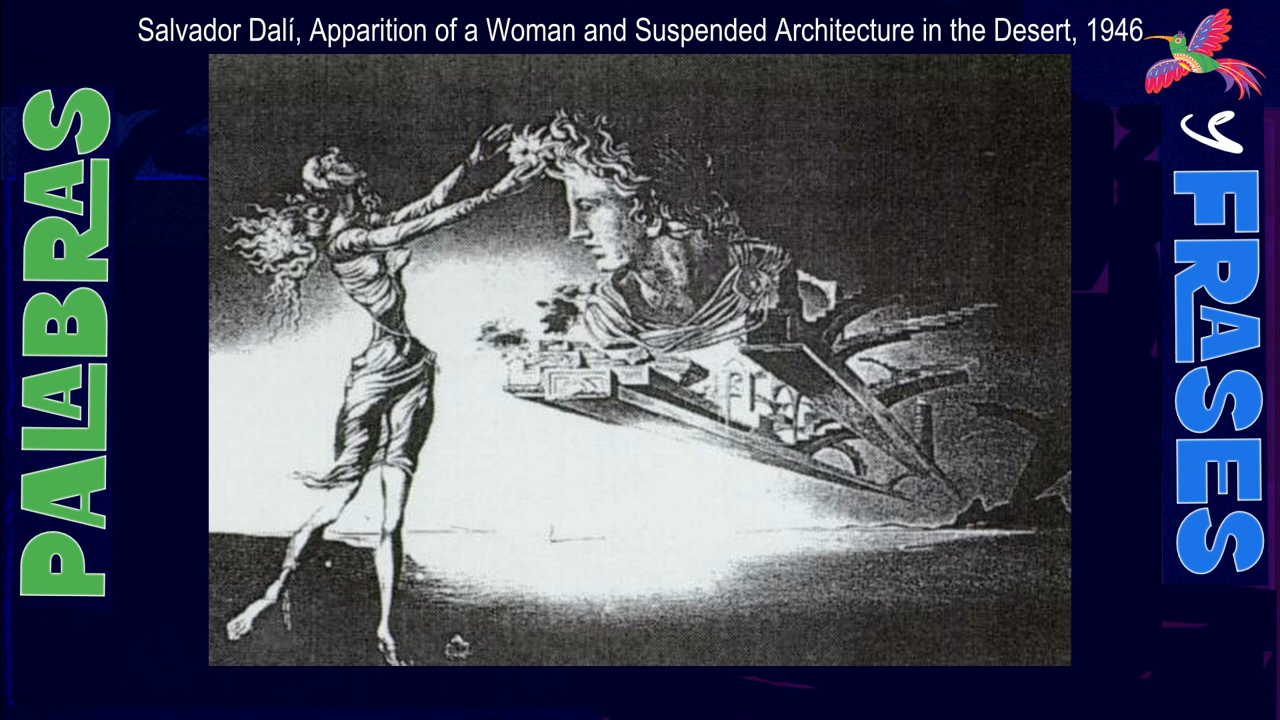 Salvador Dalí, Apparition of a Woman and Suspended Architecture in the Desert, 1946
PALABRAS
y
FRASES